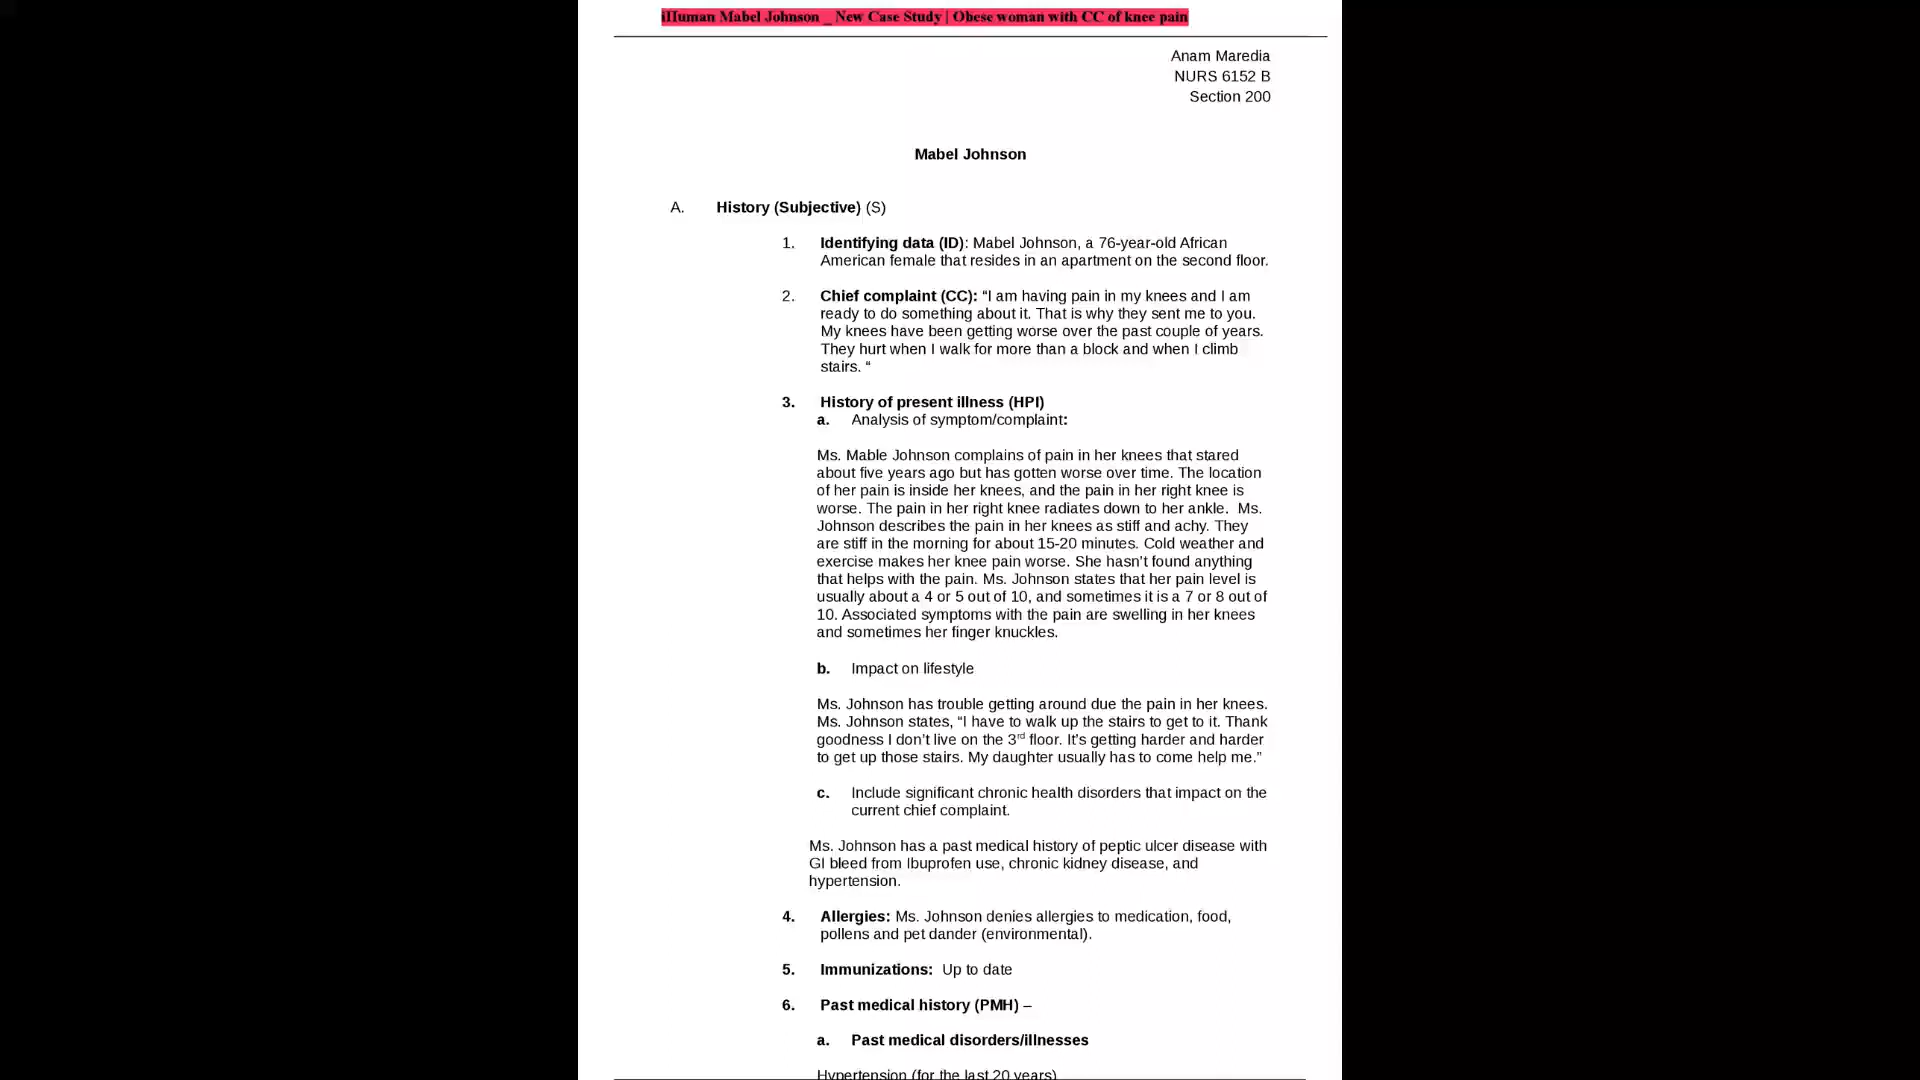 iHuman Mabel Johnson _ New Case Study | Obese woman with CC of knee pain
Anam Maredia
NURS 6152 B
Section 200
Mabel Johnson
A. History (Subjective) (S)
1. Identifying data (ID): Mabel Johnson, a 76-year-old African
American female that resides in an apartment on the second floor.
2. Chief complaint (CC): “I am having pain in my knees and I am
ready to do something about it. That is why they sent me to you.
My knees have been getting worse over the past couple of years.
They hurt when I walk for more than a block and when I climb
stairs. “
3. History of present illness (HPI)
a. Analysis of symptom/complaint:
Ms. Mable Johnson complains of pain in her knees that stared
about five years ago but has gotten worse over time. The location
of her pain is inside her knees, and the pain in her right knee is
worse. The pain in her right knee radiates down to her ankle.  Ms.
Johnson describes the pain in her knees as stiff and achy. They
are stiff in the morning for about 15-20 minutes. Cold weather and
exercise makes her knee pain worse. She hasn’t found anything
that helps with the pain. Ms. Johnson states that her pain level is
usually about a 4 or 5 out of 10, and sometimes it is a 7 or 8 out of
10. Associated symptoms with the pain are swelling in her knees
and sometimes her finger knuckles.
b. Impact on lifestyle
Ms. Johnson has trouble getting around due the pain in her knees.
Ms. Johnson states, “I have to walk up the stairs to get to it. Thank
goodness I don’t live on the 3rd floor. It’s getting harder and harder
to get up those stairs. My daughter usually has to come help me.”
c. Include significant chronic health disorders that impact on the
current chief complaint.
Ms. Johnson has a past medical history of peptic ulcer disease with
GI bleed from Ibuprofen use, chronic kidney disease, and
hypertension.
4. Allergies: Ms. Johnson denies allergies to medication, food,
pollens and pet dander (environmental).
5. Immunizations:  Up to date
6. Past medical history (PMH) –
a. Past medical disorders/illnesses
Hypertension (for the last 20 years)